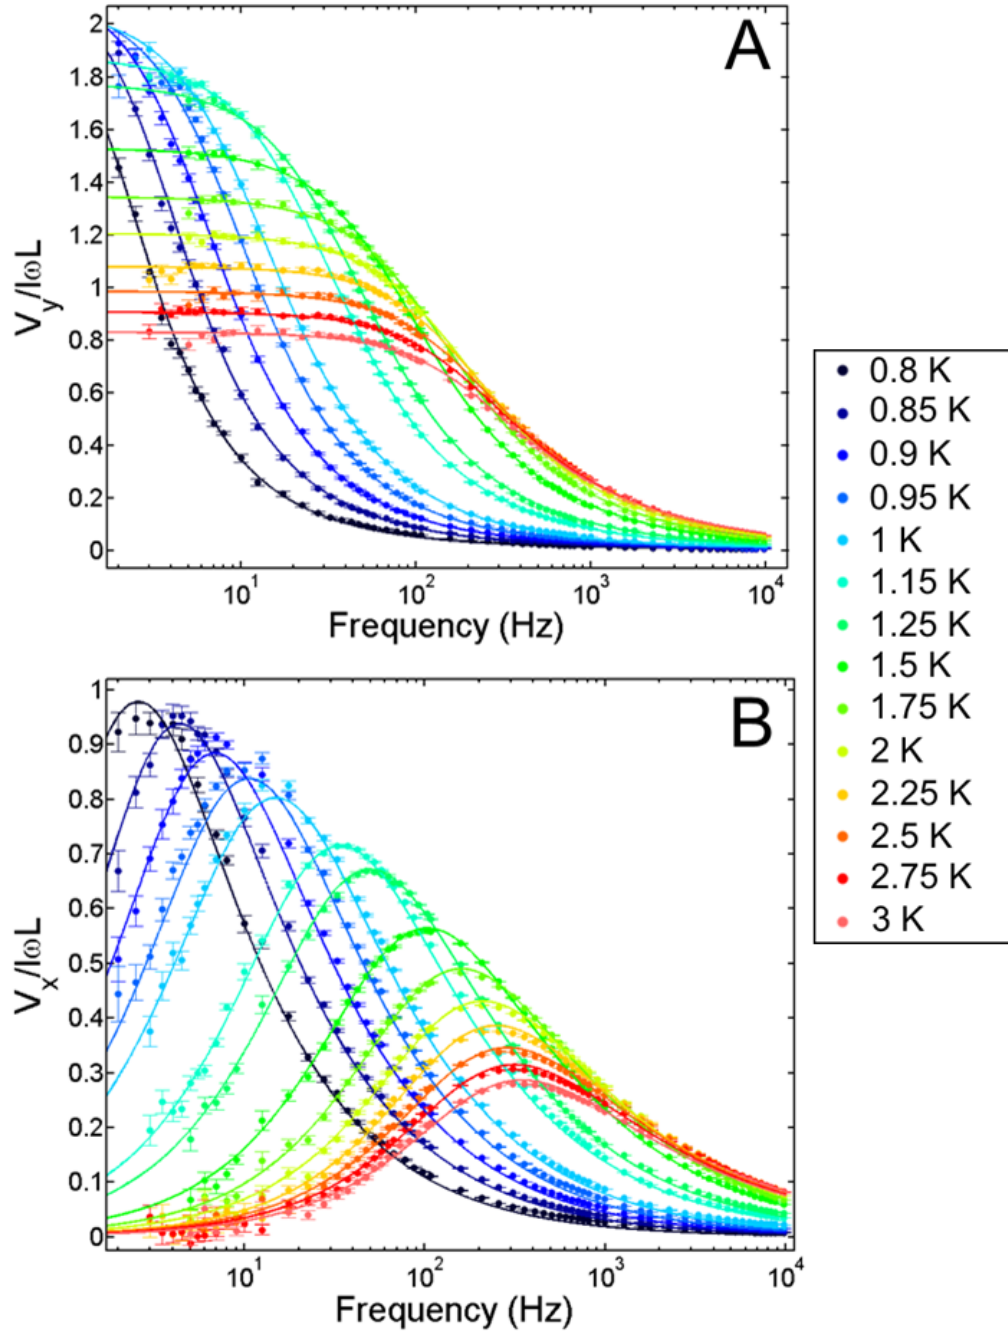 A
2
1.8
1.6
1.4
1.2
1
0.8
0.6
0.4
0.2
0
V_y/IωL
10^1 10^2 10^3 10^4
Frequency (Hz)
B
1
0.9
0.8
0.7
0.6
0.5
0.4
0.3
0.2
0.1
0
V_x/IωL
10^1 10^2 10^3 10^4
Frequency (Hz)
0.8 K
0.85 K
0.9 K
0.95 K
1 K
1.15 K
1.25 K
1.5 K
1.75 K
2 K
2.25 K
2.5 K
2.75 K
3 K